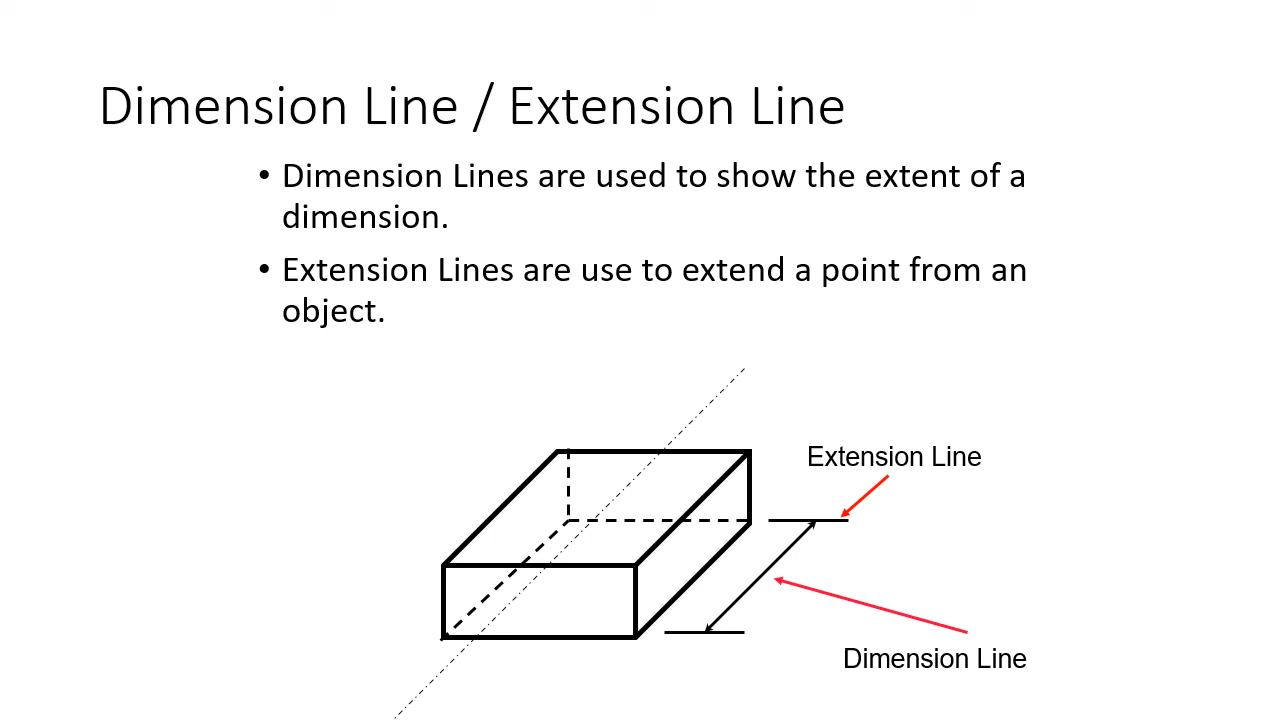 Dimension Line / Extension Line
• Dimension Lines are used to show the extent of a
dimension.
• Extension Lines are use to extend a point from an
object.
Extension Line
Dimension Line